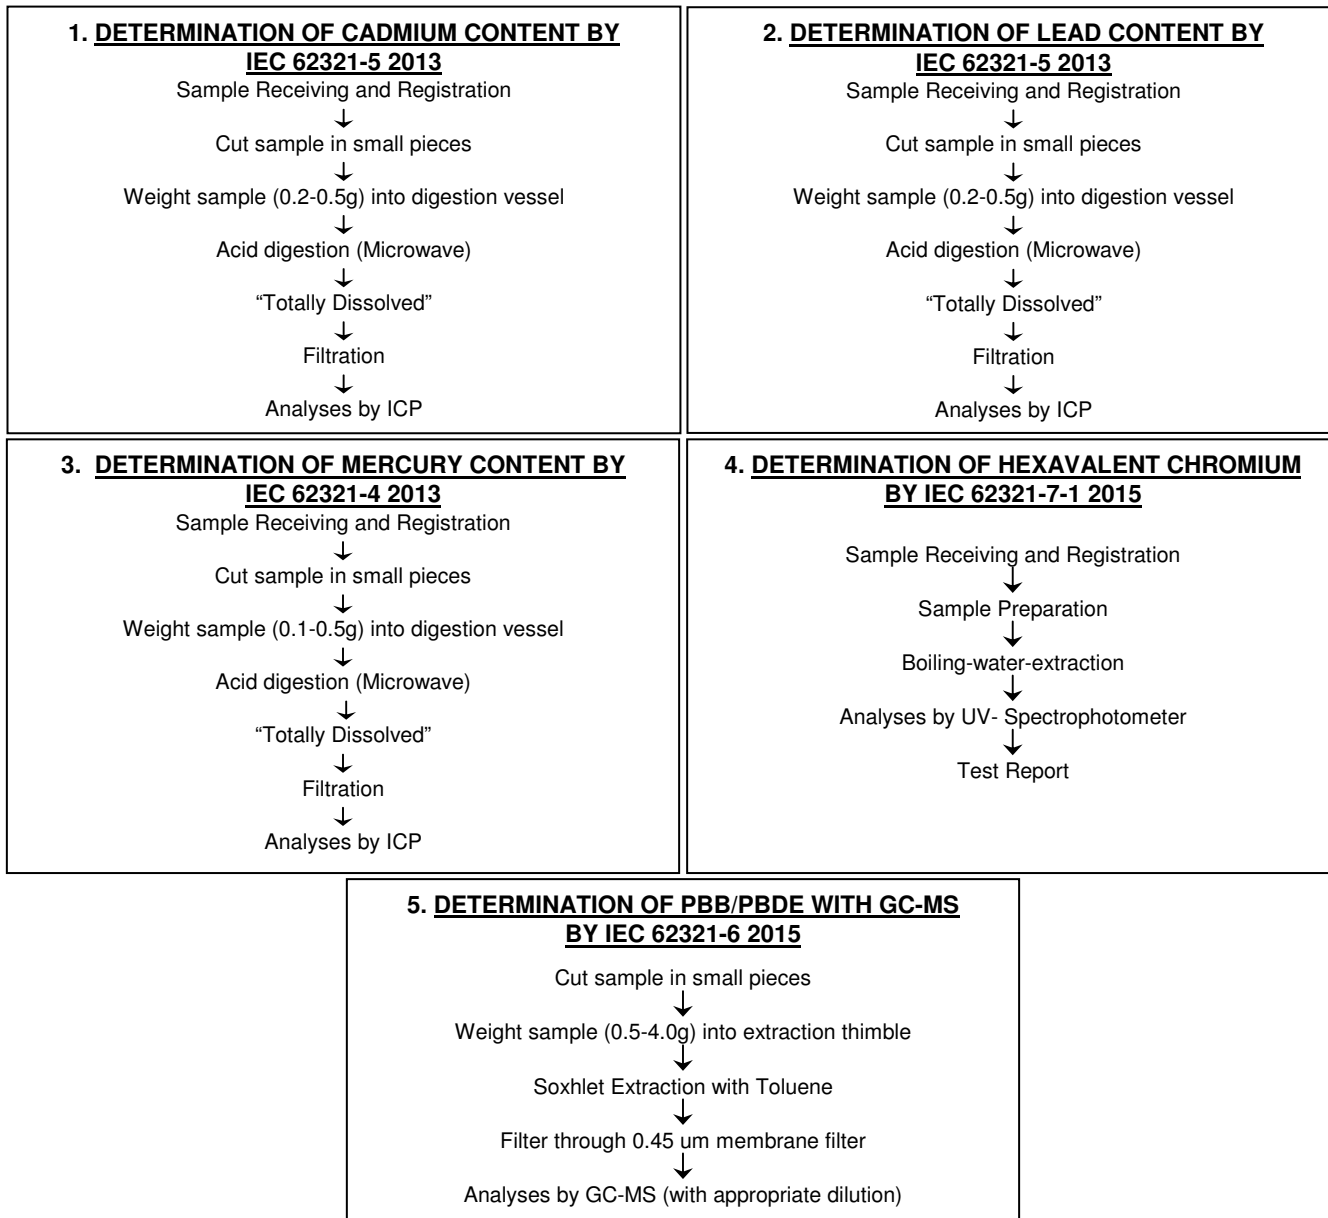 1. DETERMINATION OF CADMIUM CONTENT BY
IEC 62321-5 2013
Sample Receiving and Registration
Cut sample in small pieces
Weight sample (0.2-0.5g) into digestion vessel
Acid digestion (Microwave)
“Totally Dissolved”
Filtration
Analyses by ICP
2. DETERMINATION OF LEAD CONTENT BY
IEC 62321-5 2013
Sample Receiving and Registration
Cut sample in small pieces
Weight sample (0.2-0.5g) into digestion vessel
Acid digestion (Microwave)
“Totally Dissolved”
Filtration
Analyses by ICP
3. DETERMINATION OF MERCURY CONTENT BY
IEC 62321-4 2013
Sample Receiving and Registration
Cut sample in small pieces
Weight sample (0.1-0.5g) into digestion vessel
Acid digestion (Microwave)
“Totally Dissolved”
Filtration
Analyses by ICP
4. DETERMINATION OF HEXAVALENT CHROMIUM
BY IEC 62321-7-1 2015
Sample Receiving and Registration
Sample Preparation
Boiling-water-extraction
Analyses by UV- Spectrophotometer
Test Report
5. DETERMINATION OF PBB/PBDE WITH GC-MS
BY IEC 62321-6 2015
Cut sample in small pieces
Weight sample (0.5-4.0g) into extraction thimble
Soxhlet Extraction with Toluene
Filter through 0.45 um membrane filter
Analyses by GC-MS (with appropriate dilution)